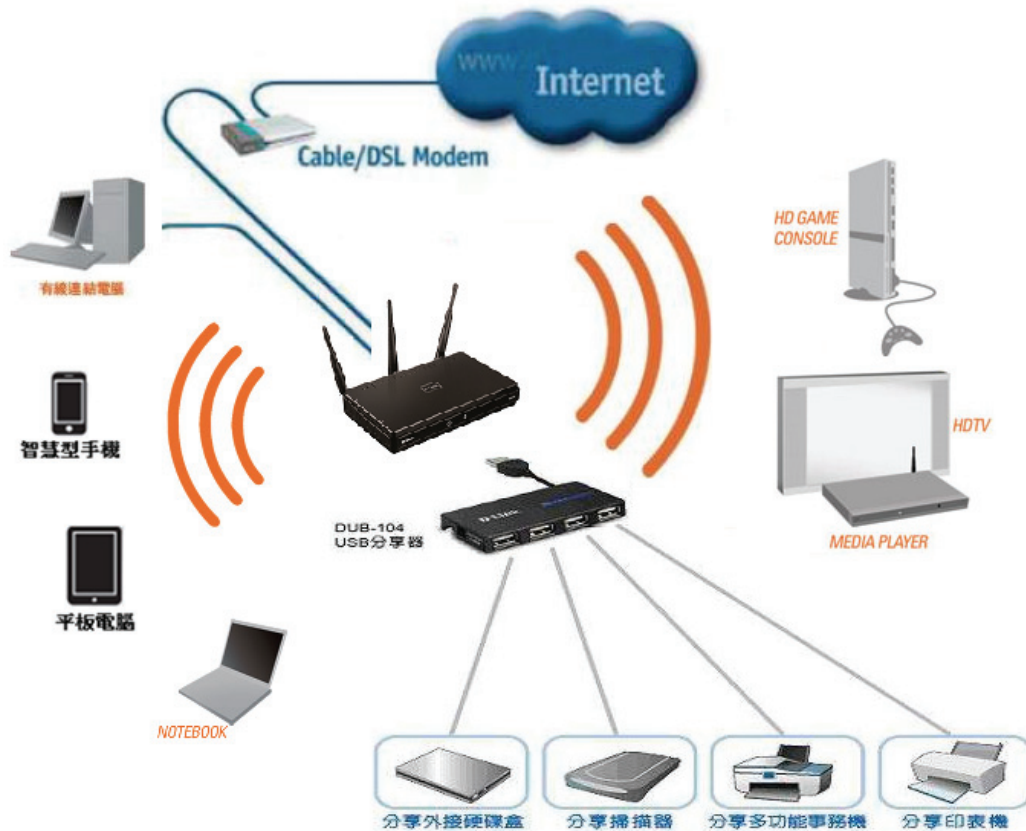 www.
Internet
Cable/DSL Modem
HD GAME
CONSOLE
有線連結電腦
智慧型手機
HDTV
D-Link
DUB-104
USB分享器
MEDIA PLAYER
平板電腦
NOTEBOOK
分享外接硬碟盒
分享掃描器
分享多功能事務機
分享印表機